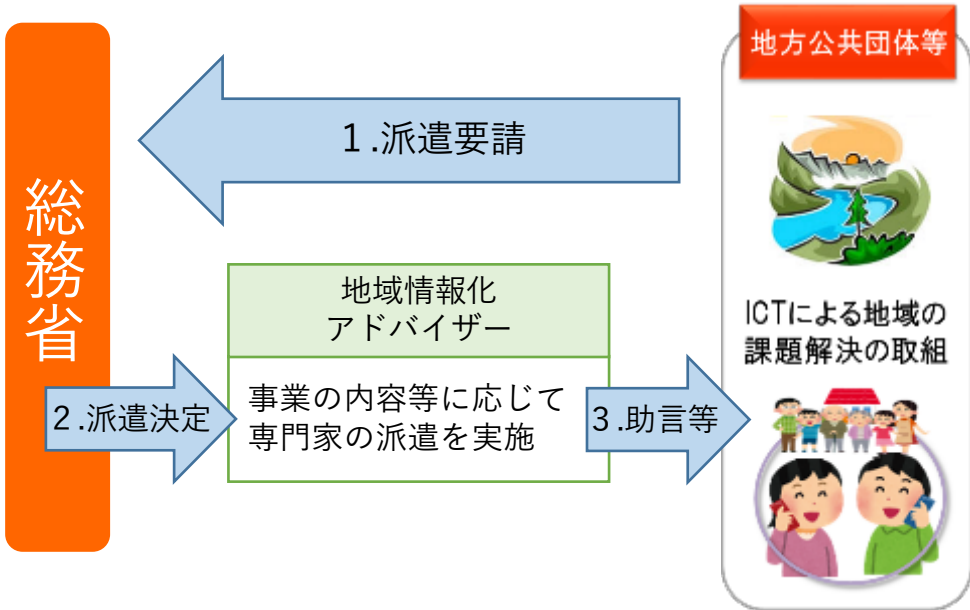 総務省
1.派遣要請
地域情報化
アドバイザー
事業の内容等に応じて
専門家の派遣を実施
2.派遣決定
3.助言等
地方公共団体等
ICTによる地域の
課題解決の取組